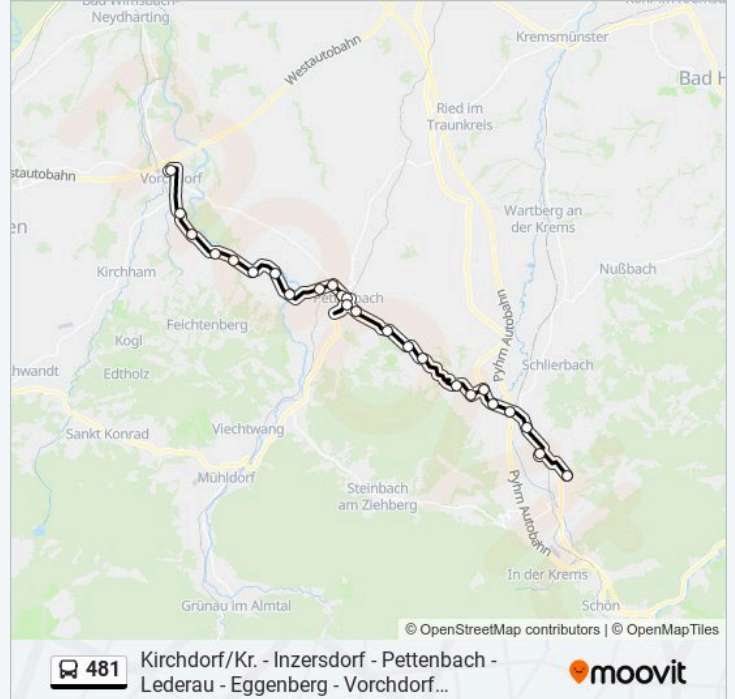 Bad Wimsbach-
Neydharting
Kremsmünster
Westautobahn
Bad H
Ried im
Traunkreis
stautobahn
Vorchdorf
Wartberg an
der Krems
en
Kirchham
Nußbach
Pettenbach
Feichtenberg
Pyhrn Autobahn
Kogl
Schlierbach
hwandt
Edtholz
Sankt Konrad
Viechtwang
Mühldorf
Steinbach
am Ziehberg
Pyhrn Autobahn
In der Krems
Grünau im Almtal
Schön
© OpenStreetMap contributors | © OpenMapTiles
481
Kirchdorf/Kr. - Inzersdorf - Pettenbach -
Lederau - Eggenberg - Vorchdorf…
moovit